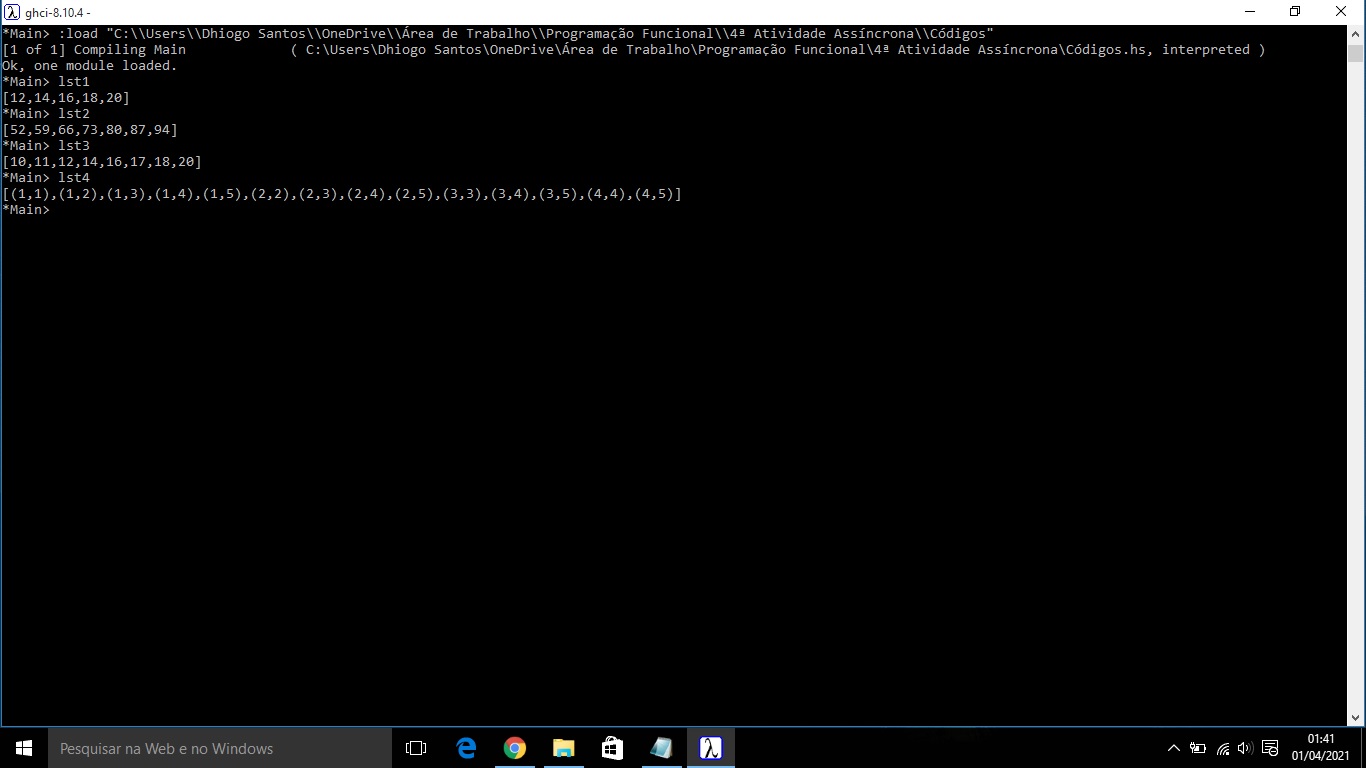 ghci-8.10.4 -
*Main> :load "C:\\Users\\Dhiogo Santos\\OneDrive\\Área de Trabalho\\Programação Funcional\\4ª Atividade Assíncrona\\Códigos"
[1 of 1] Compiling Main             ( C:\Users\Dhiogo Santos\OneDrive\Área de Trabalho\Programação Funcional\4ª Atividade Assíncrona\Códigos.hs, interpreted )
Ok, one module loaded.
*Main> lst1
[12,14,16,18,20]
*Main> lst2
[52,59,66,73,80,87,94]
*Main> lst3
[10,11,12,14,16,17,18,20]
*Main> lst4
[(1,1),(1,2),(1,3),(1,4),(1,5),(2,2),(2,3),(2,4),(2,5),(3,3),(3,4),(3,5),(4,4),(4,5)]
*Main>
Pesquisar na Web e no Windows
01:41
01/04/2021